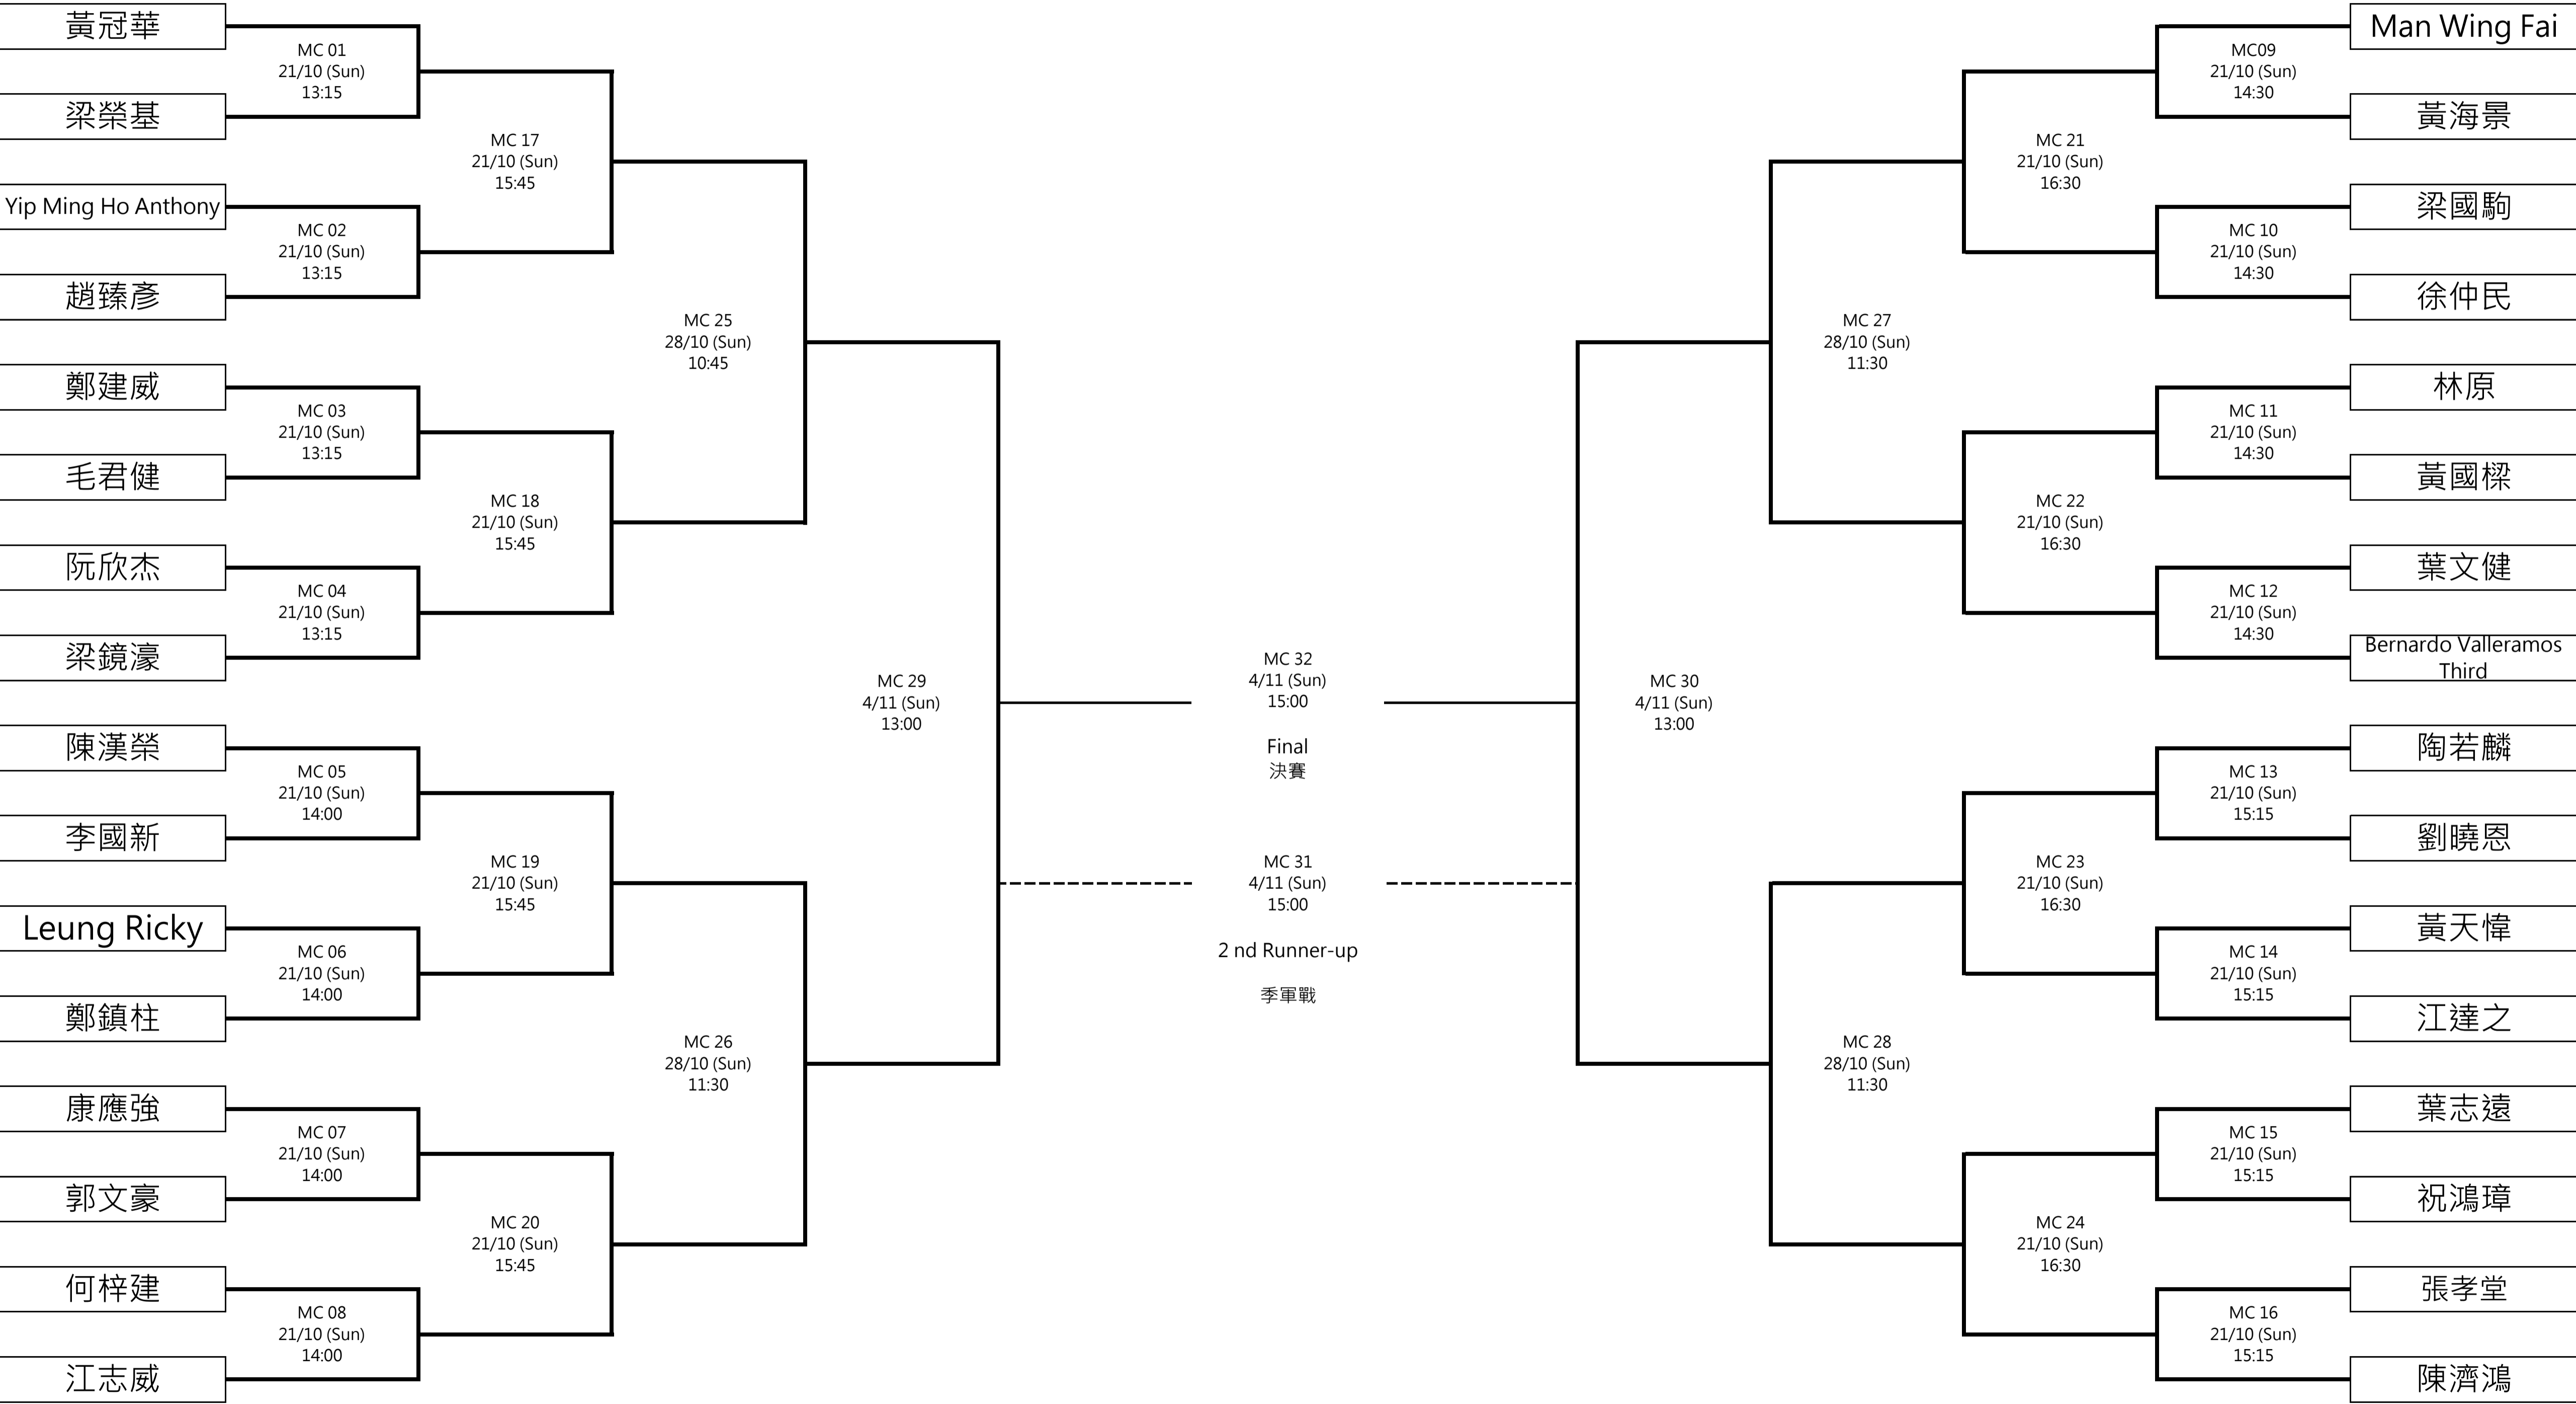 黃冠華
MC 01
21/10 (Sun)
13:15
梁榮基
MC 17
21/10 (Sun)
15:45
Yip Ming Ho Anthony
MC 02
21/10 (Sun)
13:15
趙臻彥
MC 25
28/10 (Sun)
10:45
鄭建威
MC 03
21/10 (Sun)
13:15
毛君健
MC 18
21/10 (Sun)
15:45
阮欣杰
MC 04
21/10 (Sun)
13:15
梁鏡濠
MC 29
4/11 (Sun)
13:00
陳漢榮
MC 05
21/10 (Sun)
14:00
李國新
MC 19
21/10 (Sun)
15:45
Leung Ricky
MC 06
21/10 (Sun)
14:00
鄭鎮柱
MC 26
28/10 (Sun)
11:30
康應強
MC 07
21/10 (Sun)
14:00
郭文豪
MC 20
21/10 (Sun)
15:45
何梓建
MC 08
21/10 (Sun)
14:00
江志威
MC 32
4/11 (Sun)
15:00
Final
決賽
MC 31
4/11 (Sun)
15:00
2 nd Runner-up
季軍戰
Man Wing Fai
MC09
21/10 (Sun)
14:30
黃海景
MC 21
21/10 (Sun)
16:30
梁國駒
MC 10
21/10 (Sun)
14:30
徐仲民
MC 27
28/10 (Sun)
11:30
林原
MC 11
21/10 (Sun)
14:30
黃國樑
MC 22
21/10 (Sun)
16:30
葉文健
MC 12
21/10 (Sun)
14:30
Bernardo Valleramos
Third
MC 30
4/11 (Sun)
13:00
陶若麟
MC 13
21/10 (Sun)
15:15
劉曉恩
MC 23
21/10 (Sun)
16:30
黃天愇
MC 14
21/10 (Sun)
15:15
江達之
MC 28
28/10 (Sun)
11:30
葉志遠
MC 15
21/10 (Sun)
15:15
祝鴻璋
MC 24
21/10 (Sun)
16:30
張孝堂
MC 16
21/10 (Sun)
15:15
陳濟鴻